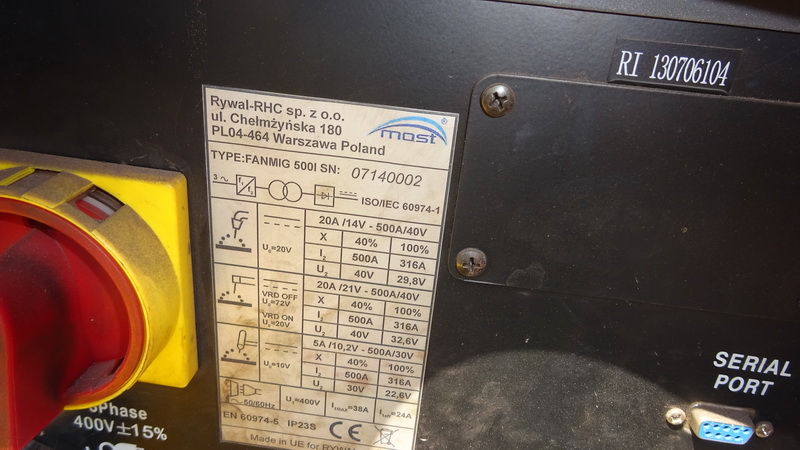 RI 130706104
Rywal-RHC sp. z o.o.
ul. Chełmżyńska 180
PL04-464 Warszawa Poland
most
TYPE:FANMIG 500I SN: 07140002
3 ~ f₁ f₂ ISO/IEC 60974-1
20A /14V - 500A/40V
X 40% 100%
I₂ 500A 316A
U₀=20V U₂ 40V 29,8V
20A /21V - 500A/40V
VRD OFF X 40% 100%
U₀=72V
VRD ON I₂ 500A 316A
U₀=20V U₂ 40V 32,6V
5A /10,2V - 500A/30V
X 40% 100%
I₂ 500A 316A
U₀=10V U₂ 30V 22,6V
50/60Hz U₁=400V I₁ₘₐₓ=38A I₁eff=24A
EN 60974-5 IP23S CE
Made in UE for RYW
3Phase
400V±15%
SERIAL
PORT